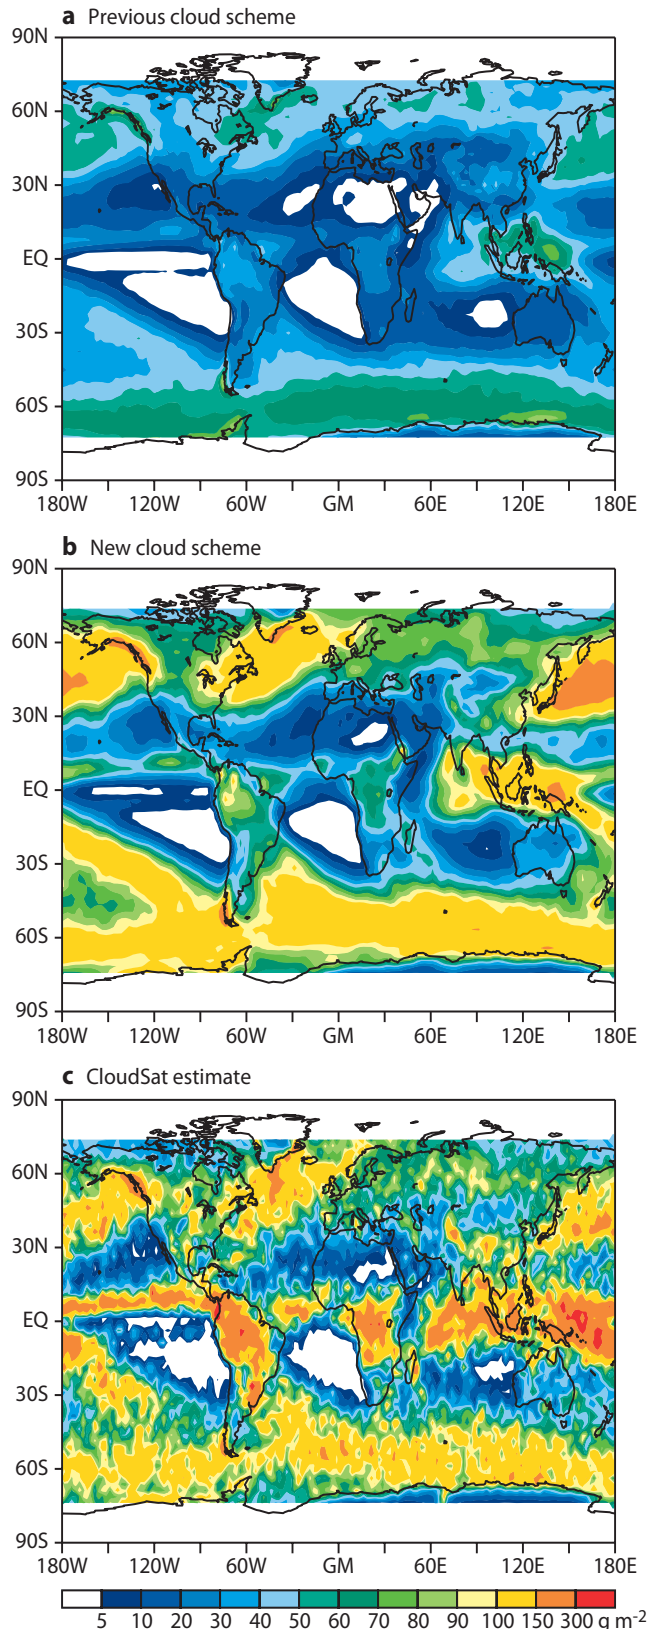 a Previous cloud scheme
90N
60N
30N
EQ
30S
60S
90S
180W 120W 60W GM 60E 120E 180E
b New cloud scheme
90N
60N
30N
EQ
30S
60S
90S
180W 120W 60W GM 60E 120E 180E
c CloudSat estimate
90N
60N
30N
EQ
30S
60S
90S
180W 120W 60W GM 60E 120E 180E
5 10 20 30 40 50 60 70 80 90 100 150 300 g m-2